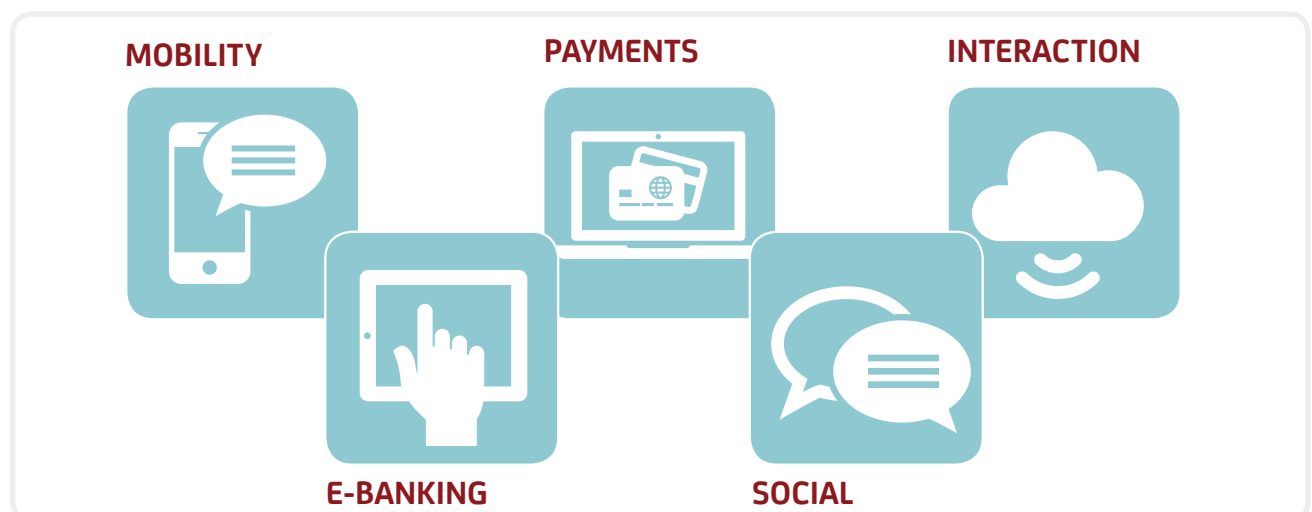 MOBILITY
PAYMENTS
INTERACTION
E-BANKING
SOCIAL